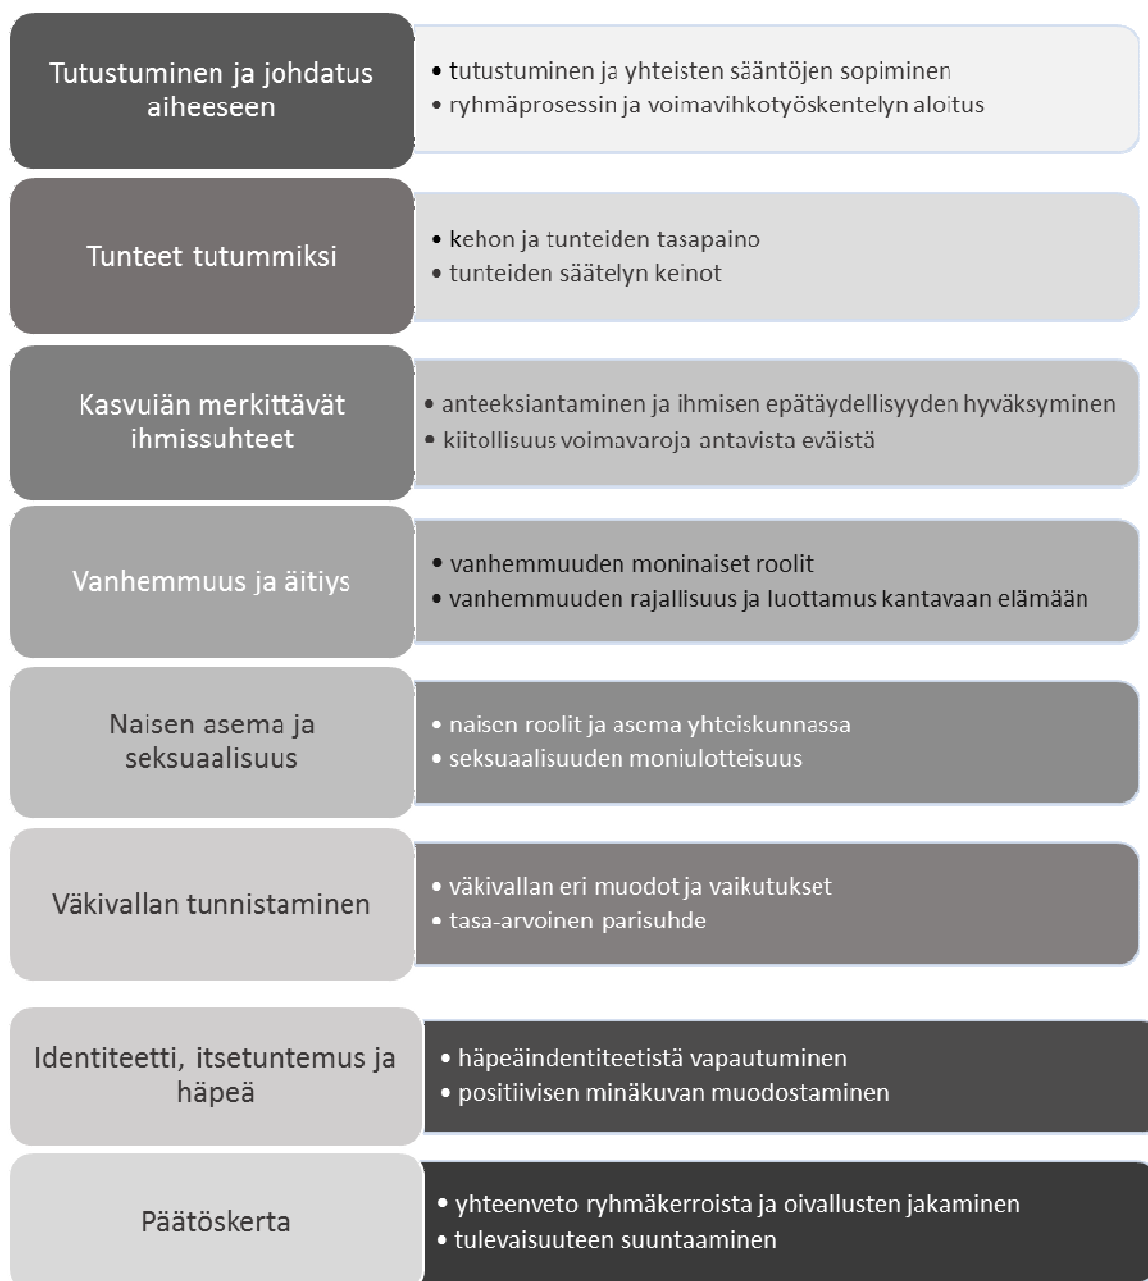 Tutustuminen ja johdatus
aiheeseen
• tutustuminen ja yhteisten sääntöjen sopiminen
• ryhmäprosessin ja voimavihkotyöskentelyn aloitus
Tunteet tutummiksi
• kehon ja tunteiden tasapaino
• tunteiden säätelyn keinot
Kasvuiän merkittävät
ihmissuhteet
• anteeksiantaminen ja ihmisen epätäydellisyyden hyväksyminen
• kiitollisuus voimavaroja antavista eväistä
Vanhemmuus ja äitiys
• vanhemmuuden moninaiset roolit
• vanhemmuuden rajallisuus ja luottamus kantavaan elämään
Naisen asema ja
seksuaalisuus
• naisen roolit ja asema yhteiskunnassa
• seksuaalisuuden moniulotteisuus
Väkivallan tunnistaminen
• väkivallan eri muodot ja vaikutukset
• tasa-arvoinen parisuhde
Identiteetti, itsetuntemus ja
häpeä
• häpeäindentiteetistä vapautuminen
• positiivisen minäkuvan muodostaminen
Päätöskerta
• yhteenveto ryhmäkerroista ja oivallusten jakaminen
• tulevaisuuteen suuntaaminen